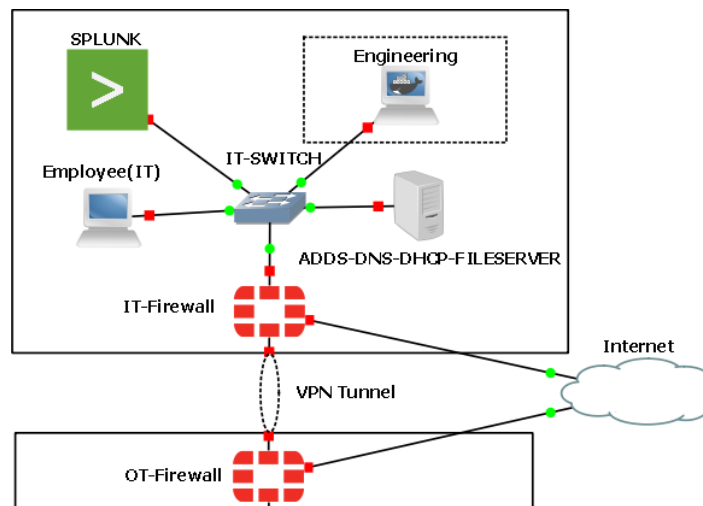 SPLUNK
Engineering
IT-SWITCH
Employee(IT)
ADDS-DNS-DHCP-FILESERVER
IT-Firewall
Internet
VPN Tunnel
OT-Firewall